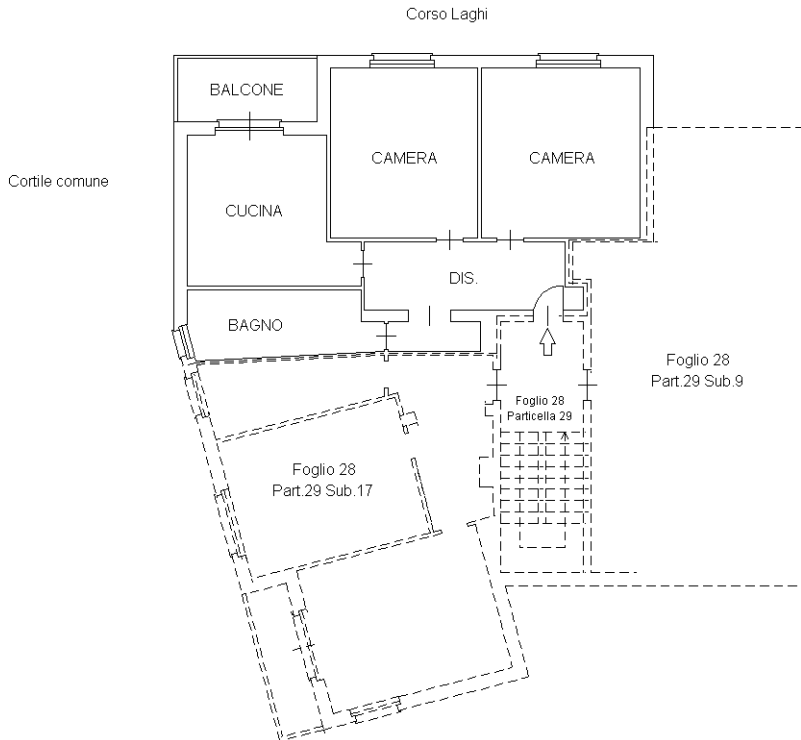 Corso Laghi
BALCONE
CAMERA
CAMERA
Cortile comune
CUCINA
DIS.
BAGNO
Foglio 28
Part.29 Sub.9
Foglio 28
Particella 29
Foglio 28
Part.29 Sub.17